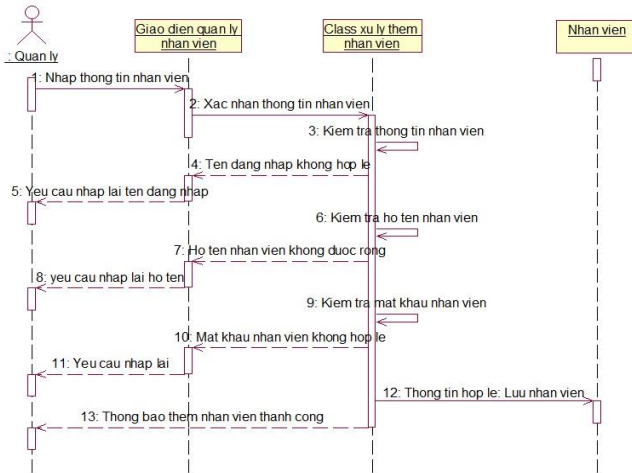 : Quan ly
Giao dien quan ly
nhan vien
Class xu ly them
nhan vien
Nhan vien
1: Nhap thong tin nhan vien
2: Xac nhan thong tin nhan vien
3: Kiem tra thong tin nhan vien
4: Ten dang nhap khong hop le
5: Yeu cau nhap lai ten dang nhap
6: Kiem tra ho ten nhan vien
7: Ho ten nhan vien khong duoc rong
8: yeu cau nhap lai ho ten
9: Kiem tra mat khau nhan vien
10: Mat khau nhan vien khong hop le
11: Yeu cau nhap lai
12: Thong tin hop le: Luu nhan vien
13: Thong bao them nhan vien thanh cong